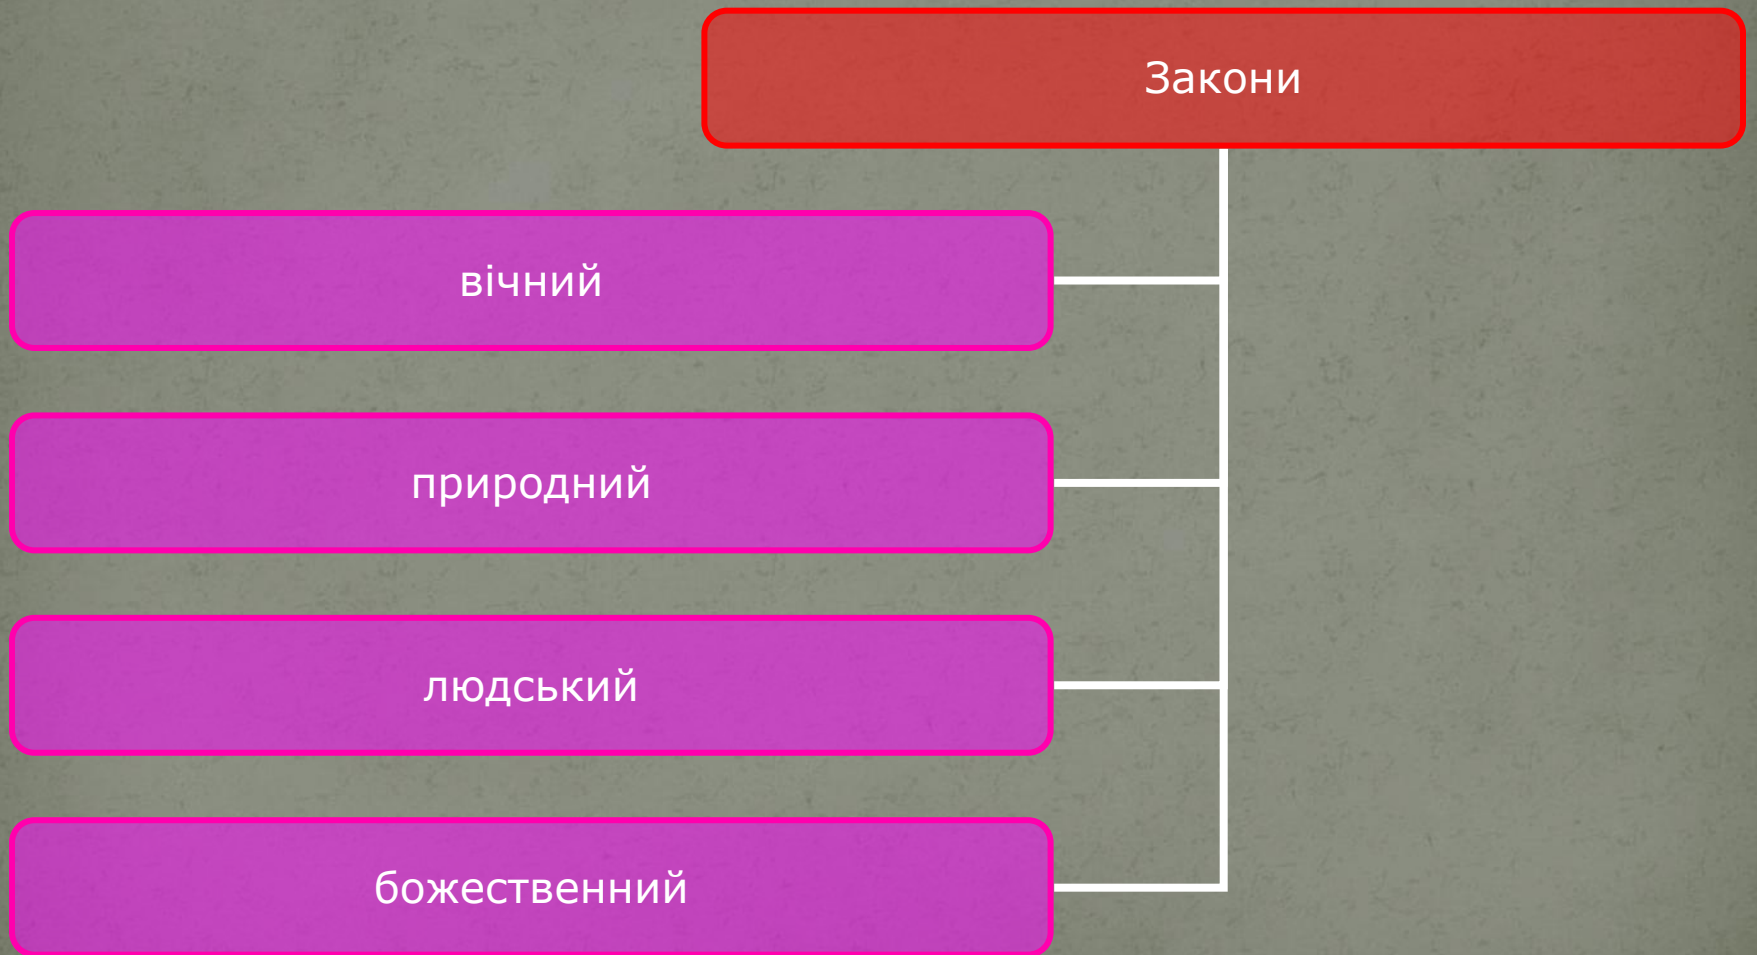 Закони
вічний
природний
людський
божественний